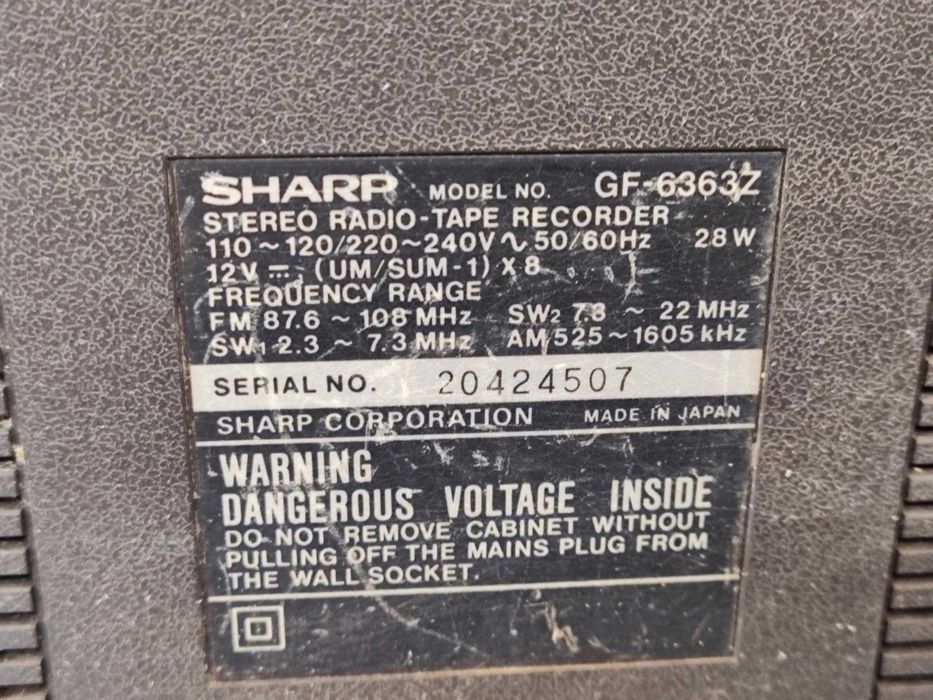 SHARP MODEL NO. GF-6363Z
STEREO RADIO-TAPE RECORDER
110~120/220~240V ∿ 50/60Hz 28W
12V ⎓ (UM/SUM-1) X 8
FREQUENCY RANGE
FM 87.6 ~ 108 MHz SW2 7.3 ~ 22 MHz
SW1 2.3 ~ 7.3 MHz AM 525~1605 kHz
SERIAL NO. 20424507
SHARP CORPORATION MADE IN JAPAN
WARNING
DANGEROUS VOLTAGE INSIDE
DO NOT REMOVE CABINET WITHOUT
PULLING OFF THE MAINS PLUG FROM
THE WALL SOCKET.